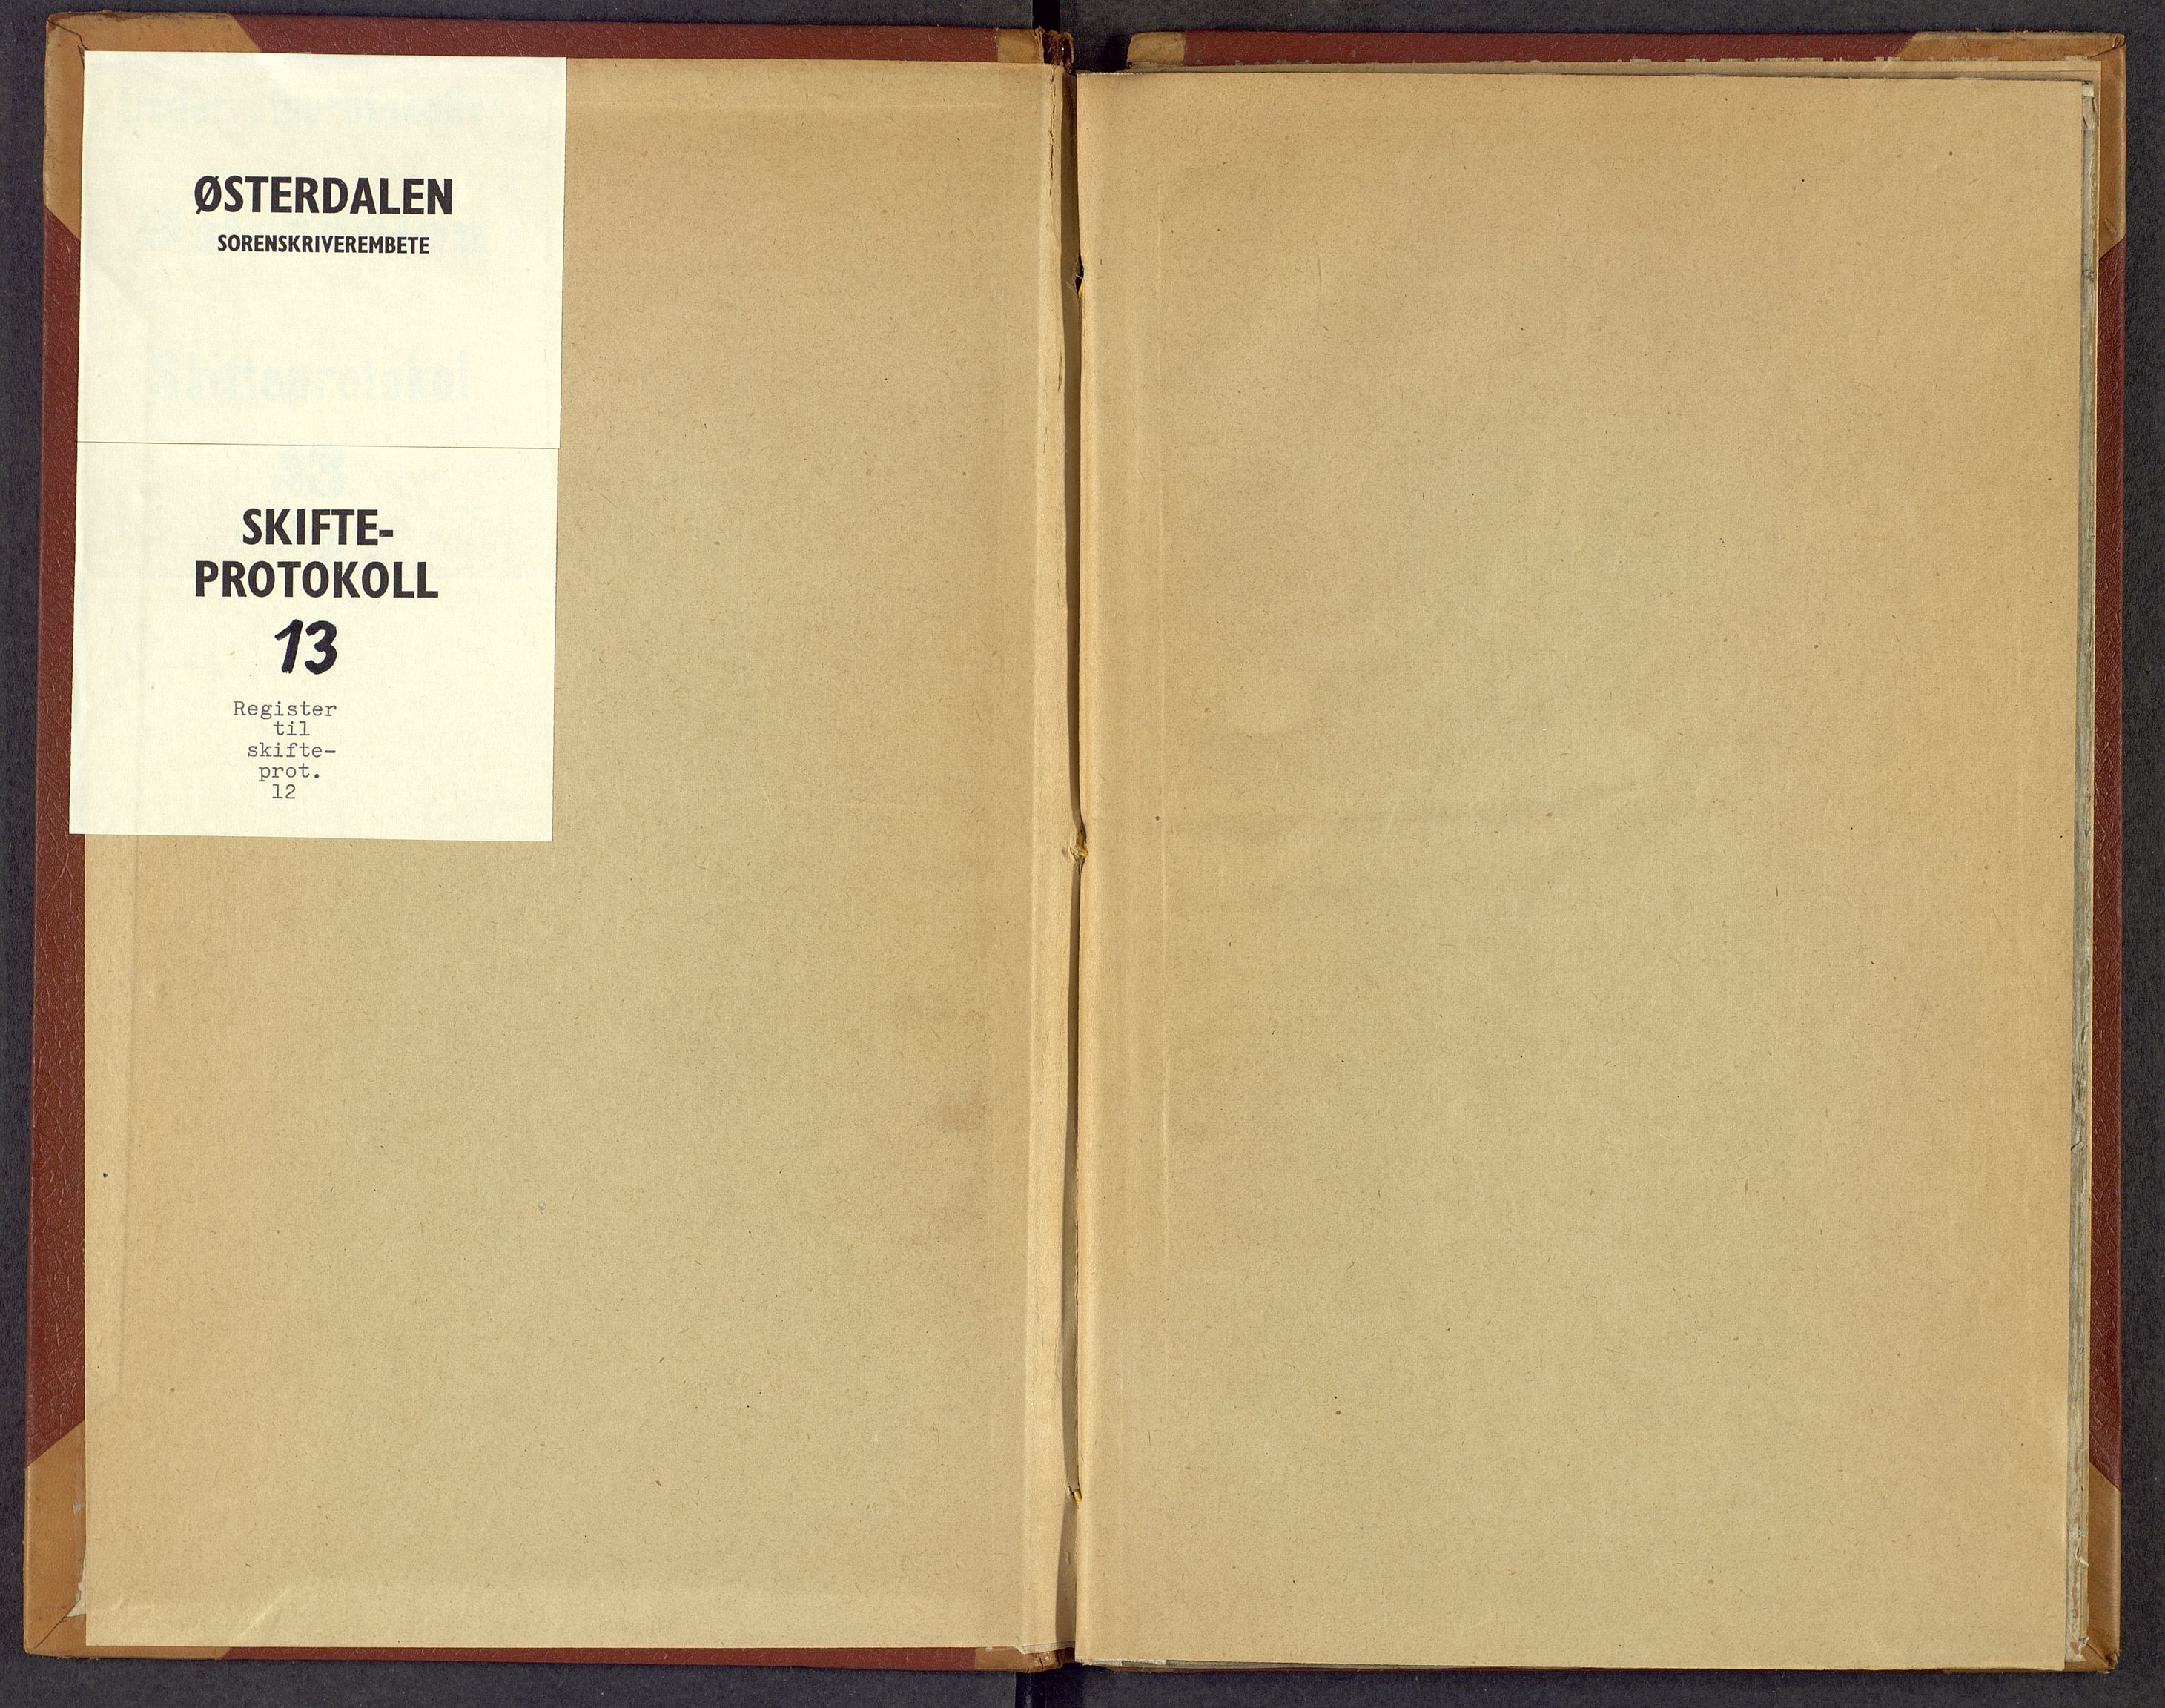 ØSTERDALEN
SORENSKRIVEREMBETE
SKIFTE-
PROTOKOLL
13
Register
til
skifte-
prot.
12